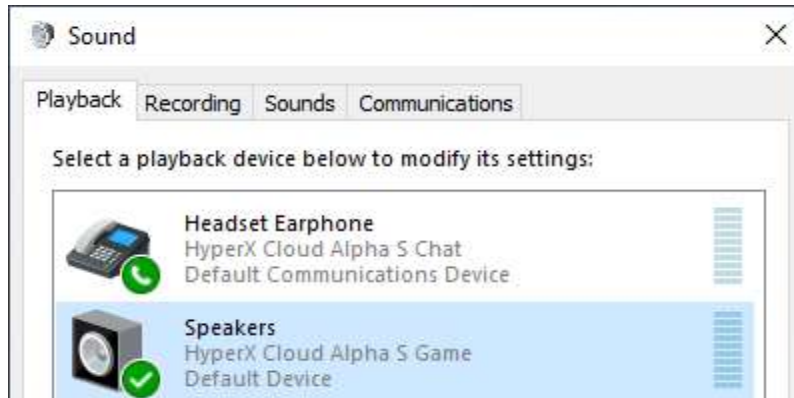 Sound
Playback Recording Sounds Communications
Select a playback device below to modify its settings:
Headset Earphone
HyperX Cloud Alpha S Chat
Default Communications Device
Speakers
HyperX Cloud Alpha S Game
Default Device